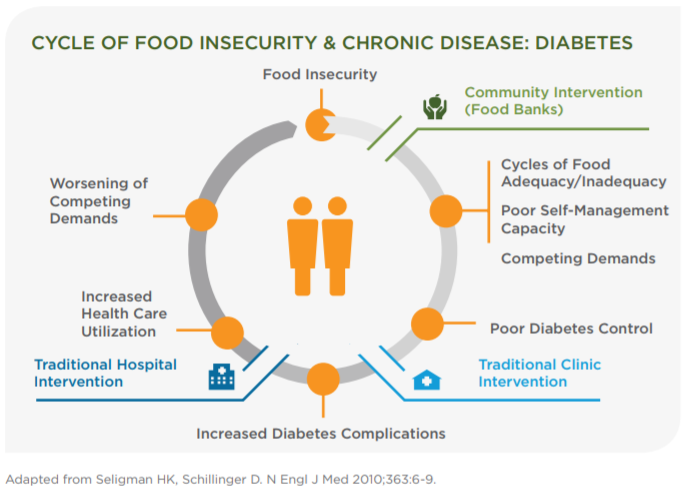 CYCLE OF FOOD INSECURITY & CHRONIC DISEASE: DIABETES
Food Insecurity
Community Intervention
(Food Banks)
Cycles of Food
Adequacy/Inadequacy
Poor Self-Management
Capacity
Competing Demands
Poor Diabetes Control
Traditional Clinic
Intervention
Increased Diabetes Complications
Traditional Hospital
Intervention
Increased
Health Care
Utilization
Worsening of
Competing
Demands
Adapted from Seligman HK, Schillinger D. N Engl J Med 2010;363:6-9.